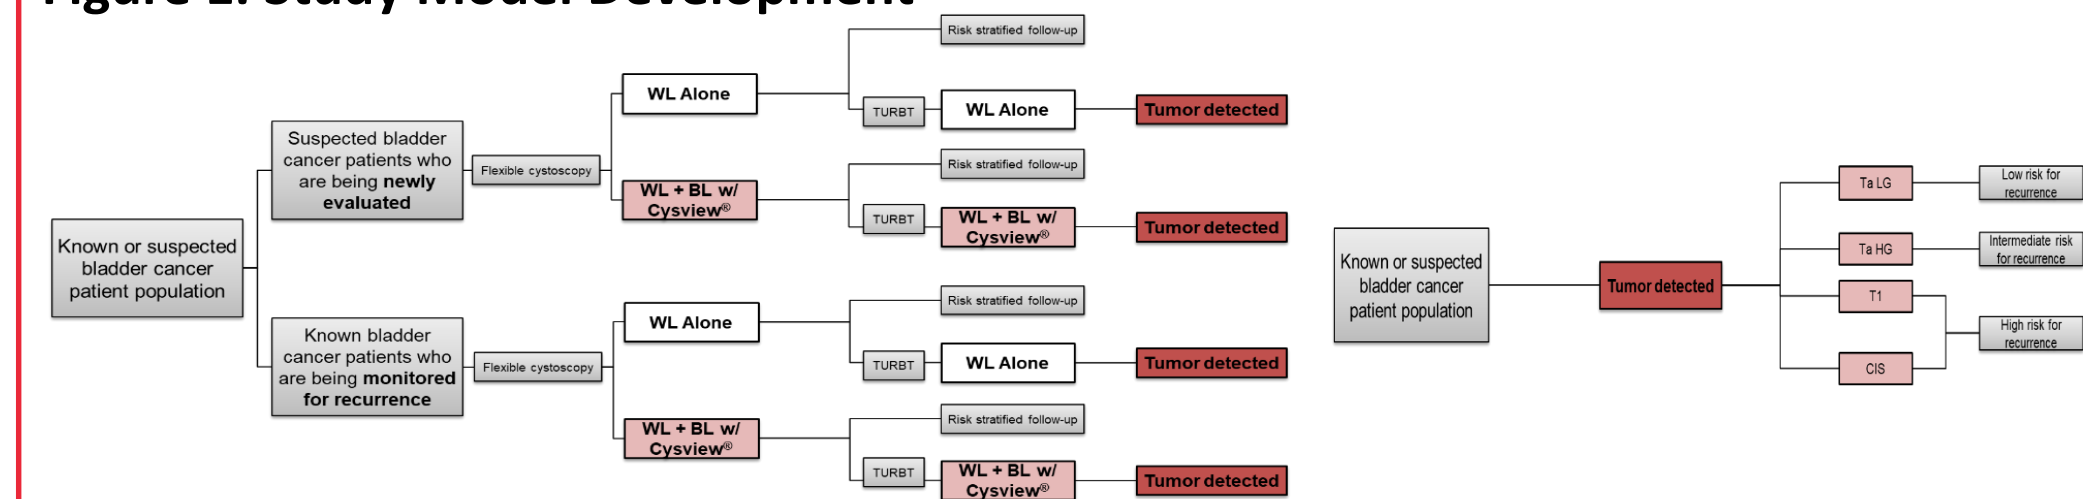 Figure 1. Study Model Development
Known or suspected
bladder cancer
patient population
Suspected bladder
cancer patients who
are being newly
evaluated
Flexible cystoscopy
WL Alone
Risk stratified follow-up
TURBT
WL Alone
Tumor detected
WL + BL w/
Cysview®
Risk stratified follow-up
TURBT
WL + BL w/
Cysview®
Tumor detected
Known bladder
cancer patients who
are being monitored
for recurrence
Flexible cystoscopy
WL Alone
Risk stratified follow-up
TURBT
WL Alone
Tumor detected
WL + BL w/
Cysview®
Risk stratified follow-up
TURBT
WL + BL w/
Cysview®
Tumor detected
Known or suspected
bladder cancer
patient population
Tumor detected
Ta LG
Low risk for
recurrence
Ta HG
Intermediate risk
for recurrence
T1
CIS
High risk for
recurrence